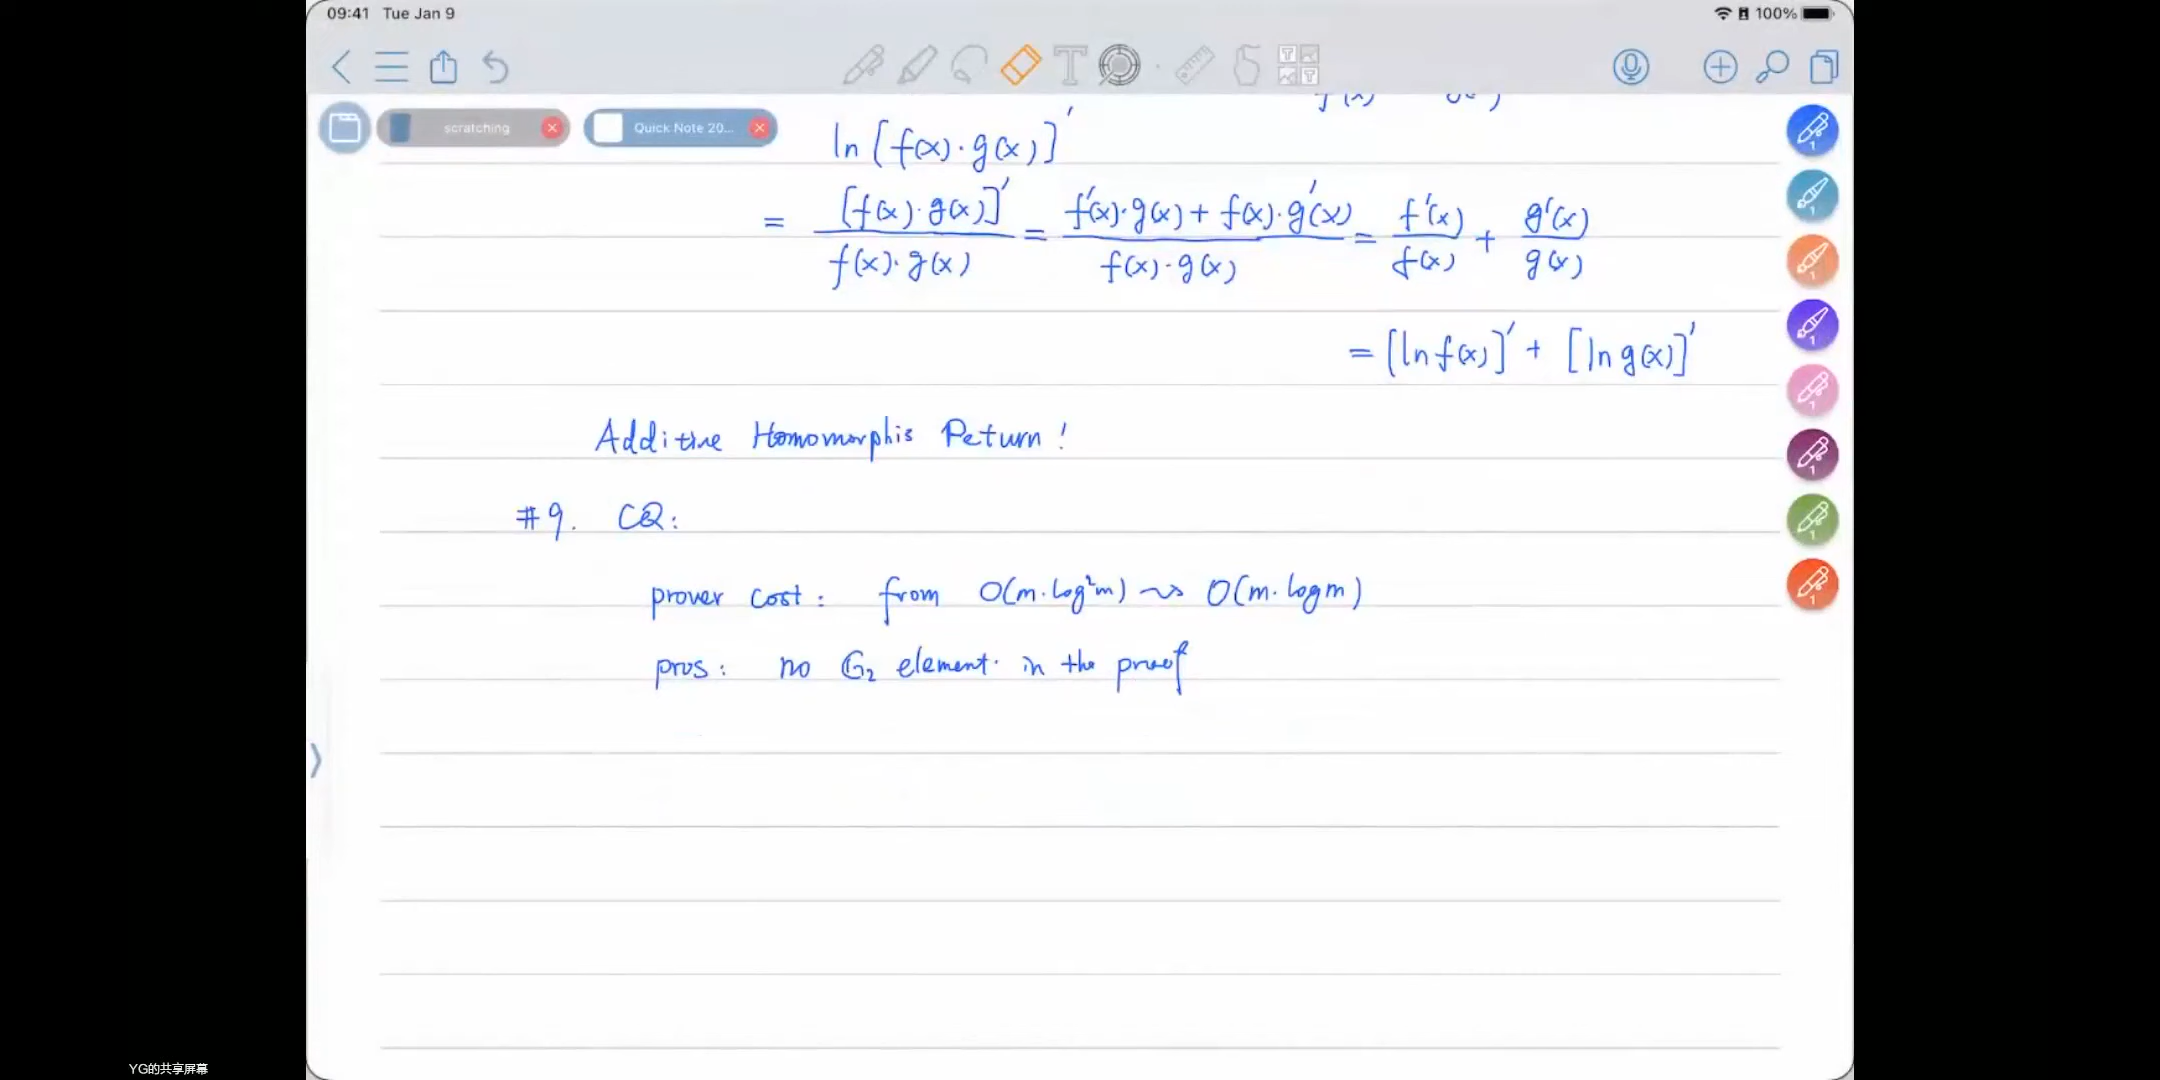 09:41 Tue Jan 9 100%
scratching Quick Note 20...
ln [f(x)·g(x)]′
= [f(x)·g(x)]′ / f(x)·g(x) = f′(x)·g(x) + f(x)·g′(x) / f(x)·g(x) = f′(x) / f(x) + g′(x) / g(x)
= [ln f(x)]′ + [ln g(x)]′
Additive Homomorphis Return!
#9. CQ:
prover cost: from O(m·log²m) ⇝ O(m·logm)
pros: no G₂ element in the proof
YG的共享屏幕